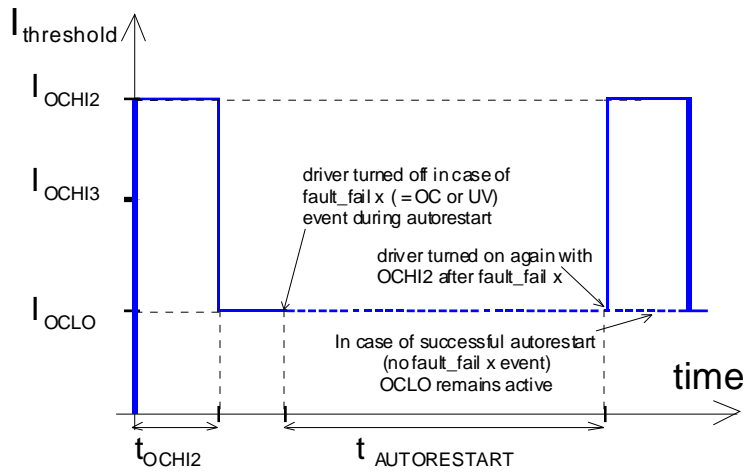 I threshold
I OCHI2
I OCHI3
I OCLO
driver turned off in case of
fault_fail x ( = OC or UV)
event during autorestart
driver turned on again with
OCHI2 after fault_fail x
In case of successful autorestart
(no fault_fail x event)
OCLO remains active
time
t OCHI2
t AUTORESTART